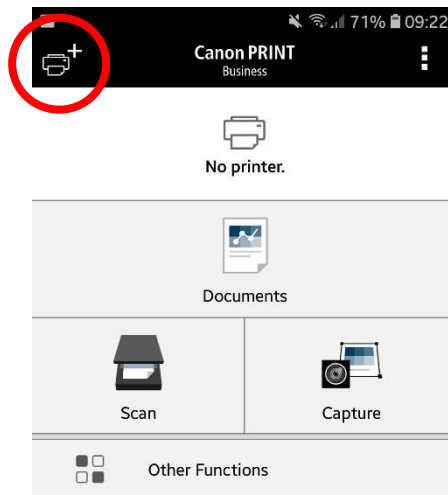 71% 09:22
Canon PRINT
Business
No printer.
Documents
Scan
Capture
Other Functions